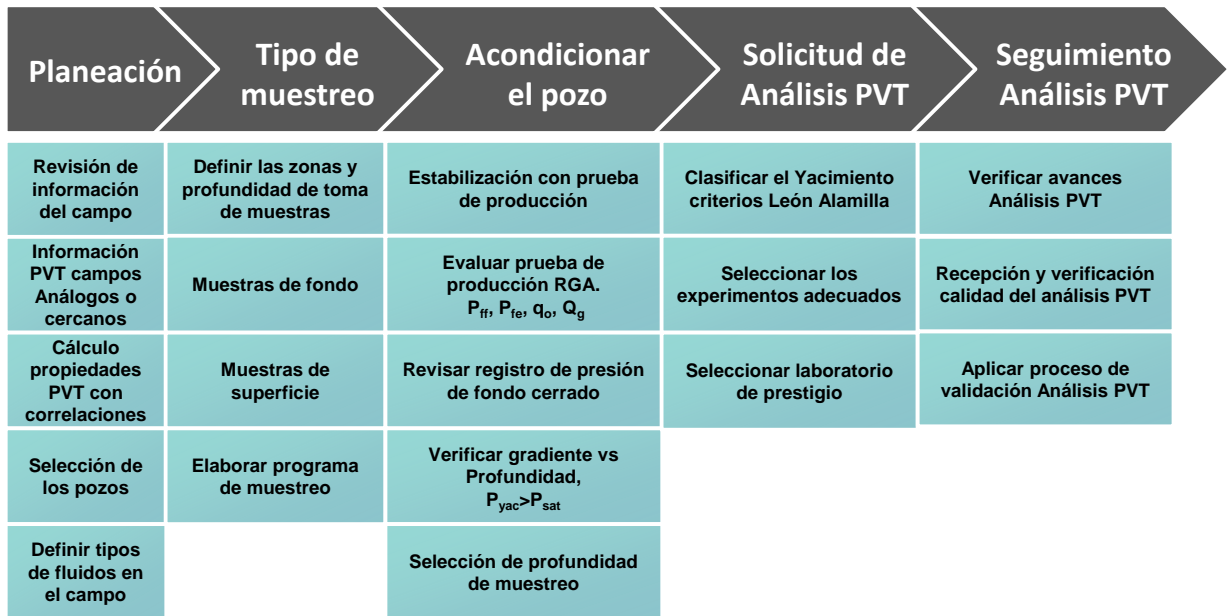 Planeación
Tipo de
muestreo
Acondicionar
el pozo
Solicitud de
Análisis PVT
Seguimiento
Análisis PVT
Revisión de
información
del campo
Definir las zonas y
profundidad de toma
de muestras
Estabilización con prueba
de producción
Clasificar el Yacimiento
criterios León Alamilla
Verificar avances
Análisis PVT
Información
PVT campos
Análogos o
cercanos
Muestras de fondo
Evaluar prueba de
producción RGA.
Pff, Pfe, qo, Qg
Seleccionar los
experimentos adecuados
Recepción y verificación
calidad del análisis PVT
Cálculo
propiedades
PVT con
correlaciones
Muestras de
superficie
Revisar registro de presión
de fondo cerrado
Seleccionar laboratorio
de prestigio
Aplicar proceso de
validación Análisis PVT
Selección de
los pozos
Elaborar programa
de muestreo
Verificar gradiente vs
Profundidad,
Pyac>Psat
Definir tipos
de fluidos en
el campo
Selección de profundidad
de muestreo